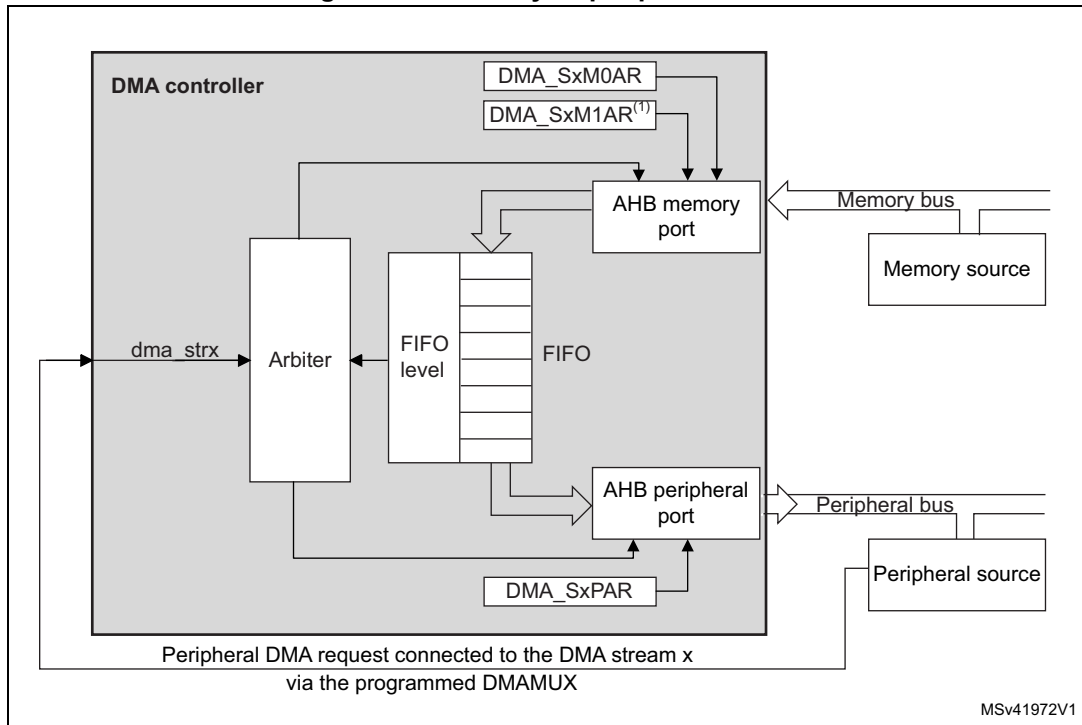 DMA controller
DMA_SxM0AR
DMA_SxM1AR(1)
AHB memory
port
Memory bus
Memory source
dma_strx
Arbiter
FIFO
level
FIFO
AHB peripheral
port
Peripheral bus
Peripheral source
DMA_SxPAR
Peripheral DMA request connected to the DMA stream x
via the programmed DMAMUX
MSv41972V1